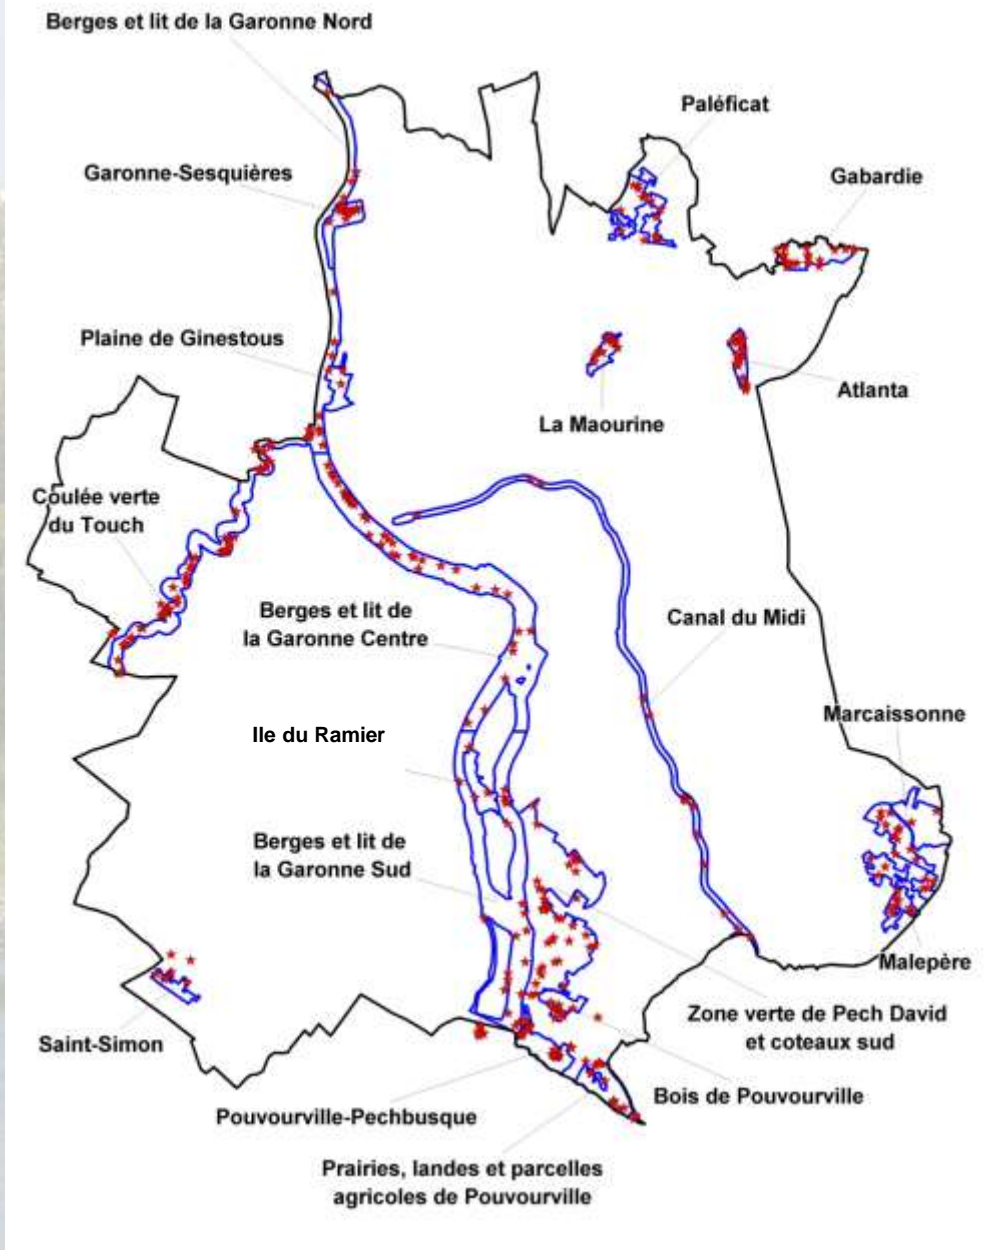 Berges et lit de la Garonne Nord
Paléficat
Garonne-Sesquières
Gabardie
Plaine de Ginestous
Atlanta
La Maourine
Coulée verte
du Touch
Berges et lit de
la Garonne Centre
Canal du Midi
Marcaissonne
Ile du Ramier
Berges et lit de
la Garonne Sud
Malepère
Zone verte de Pech David
et coteaux sud
Saint-Simon
Bois de Pouvourville
Pouvourville-Pechbusque
Prairies, landes et parcelles
agricoles de Pouvourville